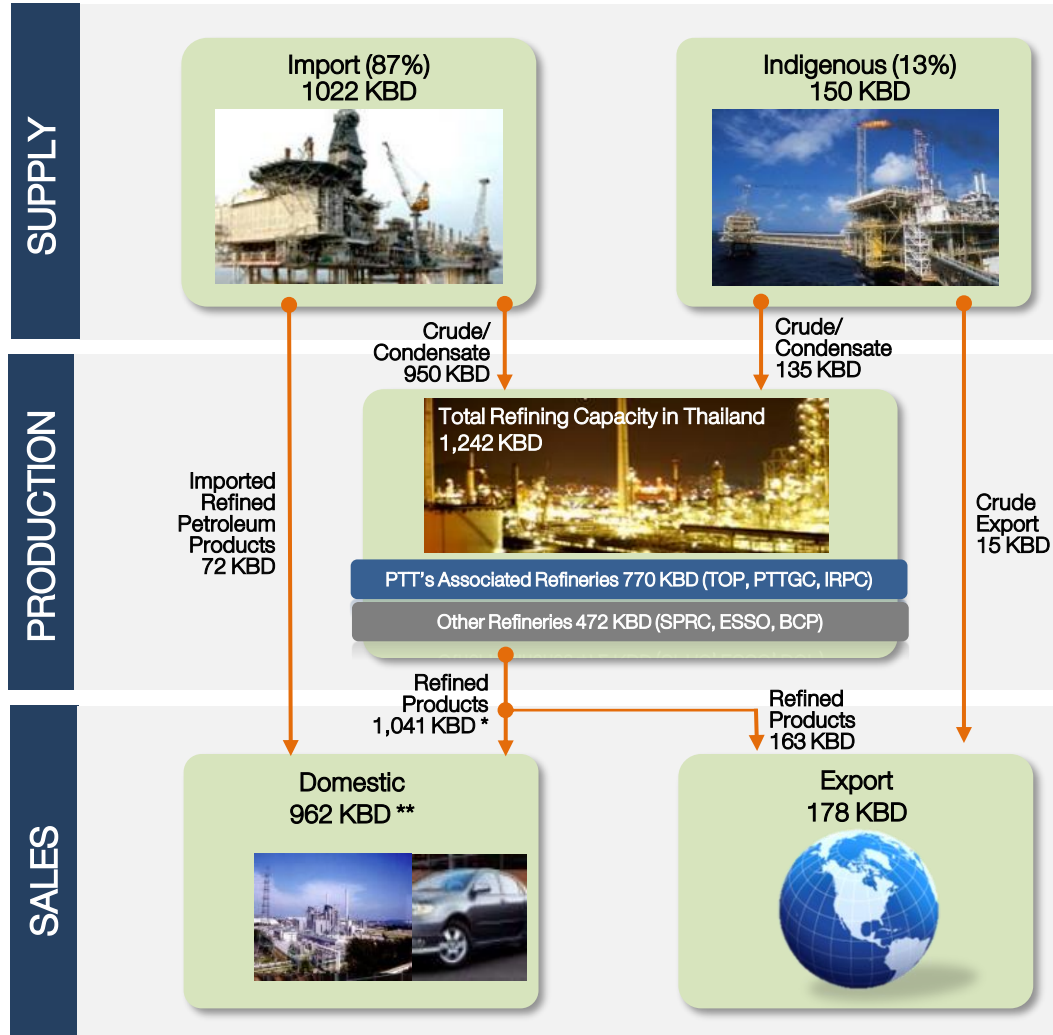 SUPPLY
Import (87%)
1022 KBD
Indigenous (13%)
150 KBD
Crude/
Condensate
950 KBD
Crude/
Condensate
135 KBD
PRODUCTION
Total Refining Capacity in Thailand
1,242 KBD
Imported
Refined
Petroleum
Products
72 KBD
Crude
Export
15 KBD
PTT's Associated Refineries 770 KBD (TOP, PTTGC, IRPC)
Other Refineries 472 KBD (SPRC, ESSO, BCP)
Refined
Products
1,041 KBD *
Refined
Products
163 KBD
SALES
Domestic
962 KBD **
Export
178 KBD